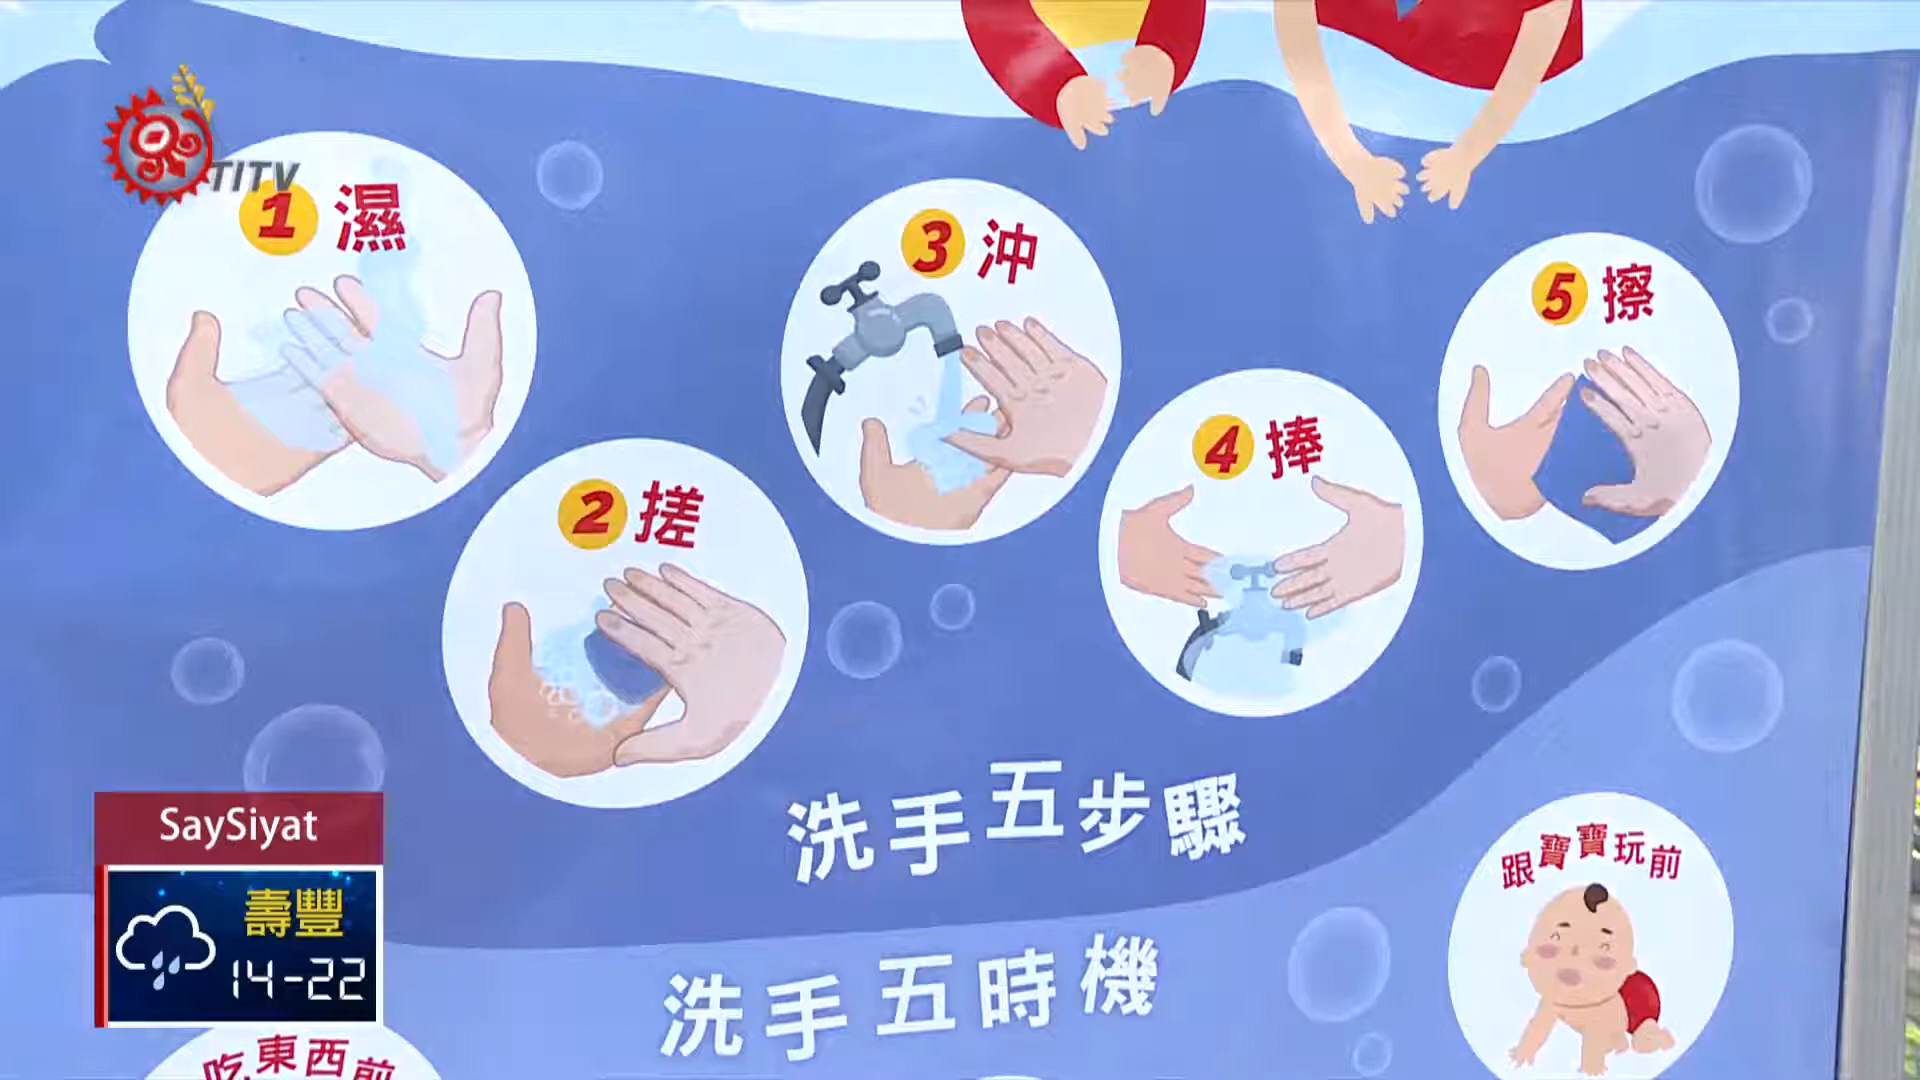 TITV
1 濕
2 搓
3 沖
4 捧
5 擦
洗手五步驟
洗手五時機
跟寶寶玩前
吃東西前
SaySiyat
壽豐
14-22